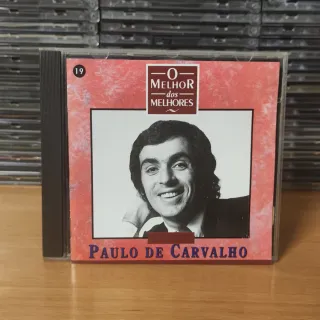 19
O
MELHOR
dos
MELHORES
PAULO DE CARVALHO